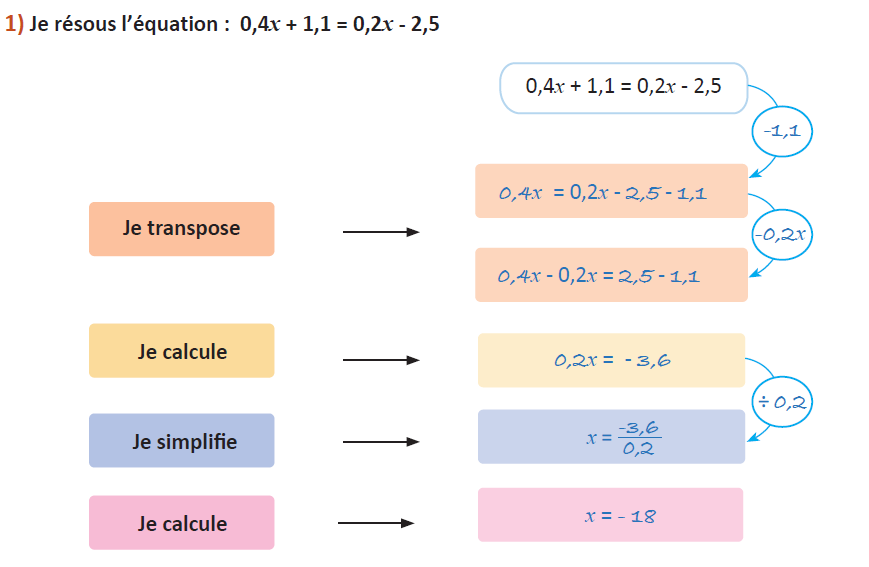 1) Je résous l'équation : 0,4x + 1,1 = 0,2x - 2,5
0,4x + 1,1 = 0,2x - 2,5
-1,1
Je transpose
0,4x = 0,2x - 2,5 - 1,1
-0,2x
0,4x - 0,2x = 2,5 - 1,1
Je calcule
0,2x = - 3,6
÷ 0,2
Je simplifie
x = -3,6/0,2
Je calcule
x = - 18